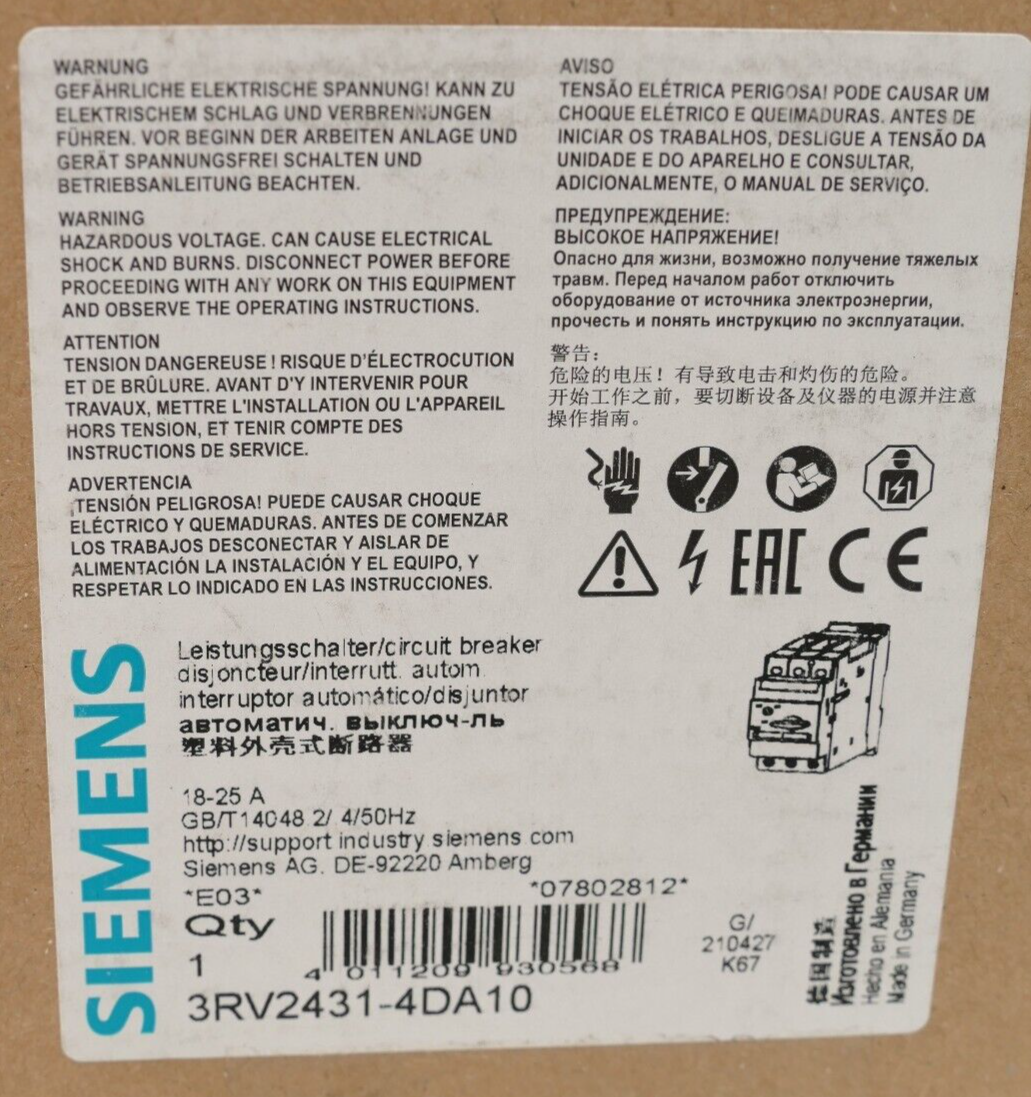 WARNUNG
GEFÄHRLICHE ELEKTRISCHE SPANNUNG! KANN ZU
ELEKTRISCHEM SCHLAG UND VERBRENNUNGEN
FÜHREN. VOR BEGINN DER ARBEITEN ANLAGE UND
GERÄT SPANNUNGSFREI SCHALTEN UND
BETRIEBSANLEITUNG BEACHTEN.
WARNING
HAZARDOUS VOLTAGE. CAN CAUSE ELECTRICAL
SHOCK AND BURNS. DISCONNECT POWER BEFORE
PROCEEDING WITH ANY WORK ON THIS EQUIPMENT
AND OBSERVE THE OPERATING INSTRUCTIONS.
ATTENTION
TENSION DANGEREUSE ! RISQUE D'ÉLECTROCUTION
ET DE BRÛLURE. AVANT D'Y INTERVENIR POUR
TRAVAUX, METTRE L'INSTALLATION OU L'APPAREIL
HORS TENSION, ET TENIR COMPTE DES
INSTRUCTIONS DE SERVICE.
ADVERTENCIA
¡TENSIÓN PELIGROSA! PUEDE CAUSAR CHOQUE
ELÉCTRICO Y QUEMADURAS. ANTES DE COMENZAR
LOS TRABAJOS DESCONECTAR Y AISLAR DE
ALIMENTACIÓN LA INSTALACIÓN Y EL EQUIPO, Y
RESPETAR LO INDICADO EN LAS INSTRUCCIONES.
AVISO
TENSÃO ELÉTRICA PERIGOSA! PODE CAUSAR UM
CHOQUE ELÉTRICO E QUEIMADURAS. ANTES DE
INICIAR OS TRABALHOS, DESLIGUE A TENSÃO DA
UNIDADE E DO APARELHO E CONSULTAR,
ADICIONALMENTE, O MANUAL DE SERVIÇO.
ПРЕДУПРЕЖДЕНИЕ:
ВЫСОКОЕ НАПРЯЖЕНИЕ!
Опасно для жизни, возможно получение тяжелых
травм. Перед началом работ отключить
оборудование от источника электроэнергии,
прочесть и понять инструкцию по эксплуатации.
警告：
危险的电压！有导致电击和灼伤的危险。
开始工作之前，要切断设备及仪器的电源并注意
操作指南。
EAC CE
SIEMENS
Leistungsschalter/circuit breaker
disjoncteur/interrutt. autom.
interruptor automático/disjuntor
автоматич. выключ-ль
塑料外壳式断路器
18-25 A
GB/T14048.2/.4/50Hz
http://support.industry.siemens.com
Siemens AG. DE-92220 Amberg
*E03* *07802812*
Qty
1
4 011209 930568
3RV2431-4DA10
G/
210427
K67
德国制造
Изготовлено в Германии
Hecho en Alemania
Made in Germany